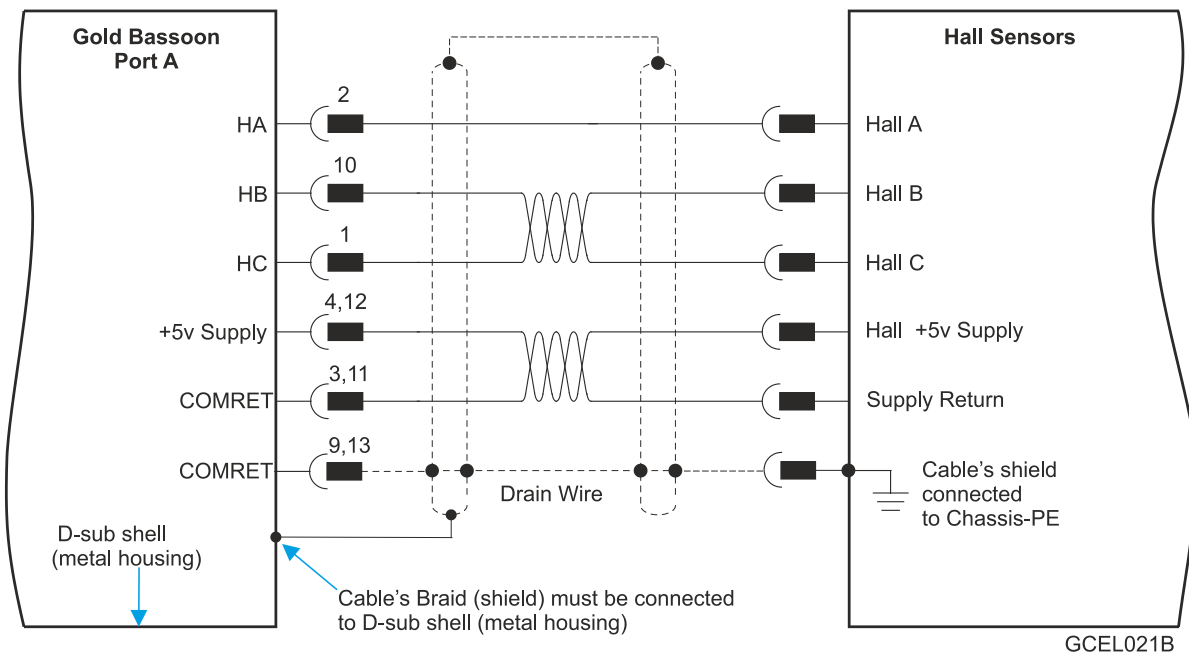 Gold Bassoon
Port A
Hall Sensors
2
HA
Hall A
10
HB
Hall B
1
HC
Hall C
4,12
+5v Supply
Hall +5v Supply
3,11
COMRET
Supply Return
9,13
COMRET
Drain Wire
Cable's shield
connected
to Chassis-PE
D-sub shell
(metal housing)
Cable's Braid (shield) must be connected
to D-sub shell (metal housing)
GCEL021B